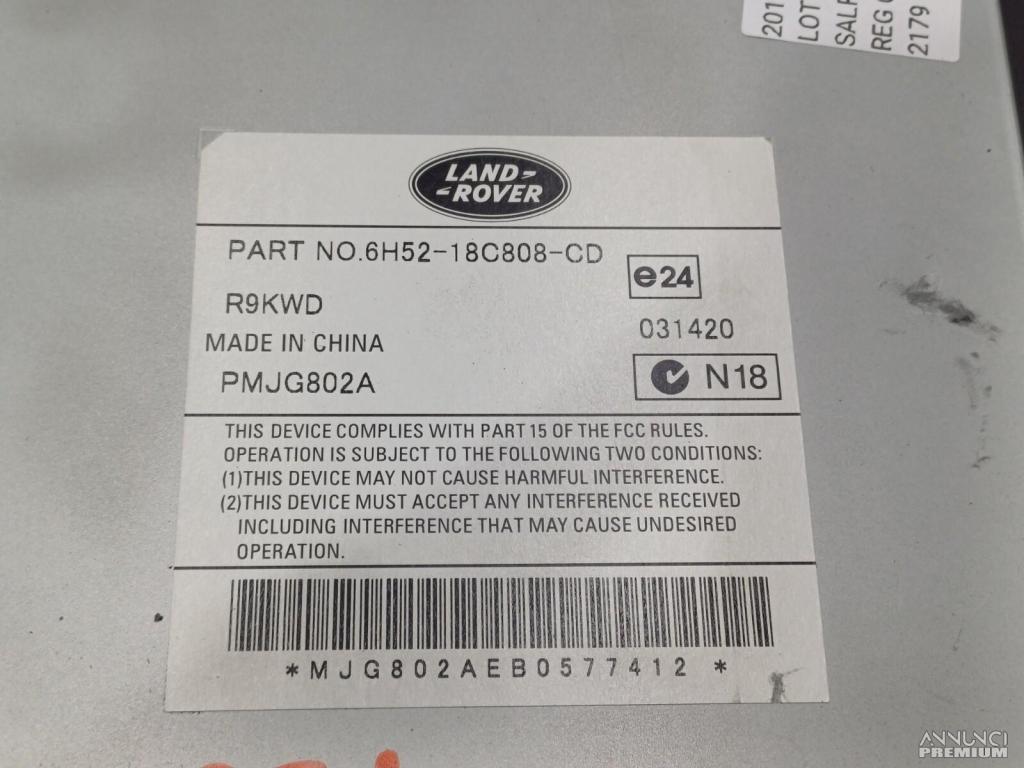 201
LOT
SALF
REG
2179
LAND-
-ROVER
PART NO.6H52-18C808-CD
e24
R9KWD
031420
MADE IN CHINA
PMJG802A
N18
THIS DEVICE COMPLIES WITH PART 15 OF THE FCC RULES.
OPERATION IS SUBJECT TO THE FOLLOWING TWO CONDITIONS:
(1)THIS DEVICE MAY NOT CAUSE HARMFUL INTERFERENCE.
(2)THIS DEVICE MUST ACCEPT ANY INTERFERENCE RECEIVED
INCLUDING INTERFERENCE THAT MAY CAUSE UNDESIRED
OPERATION.
*MJG802AEB0577412 *
ANNUNCI
PREMIUM